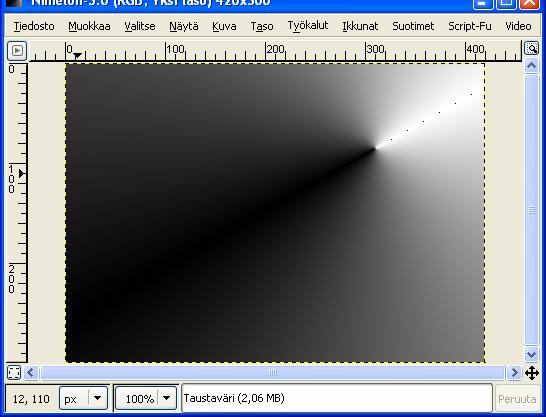 Nimetön-3.0 (RGB, Yksi taso) 420x300
Tiedosto Muokkaa Valitse Näytä Kuva Taso Työkalut Ikkunat Suotimet Script-Fu Video
0 100 200 300 400
0
100
200
12, 110 px 100% Taustaväri (2,06 MB) Peruuta